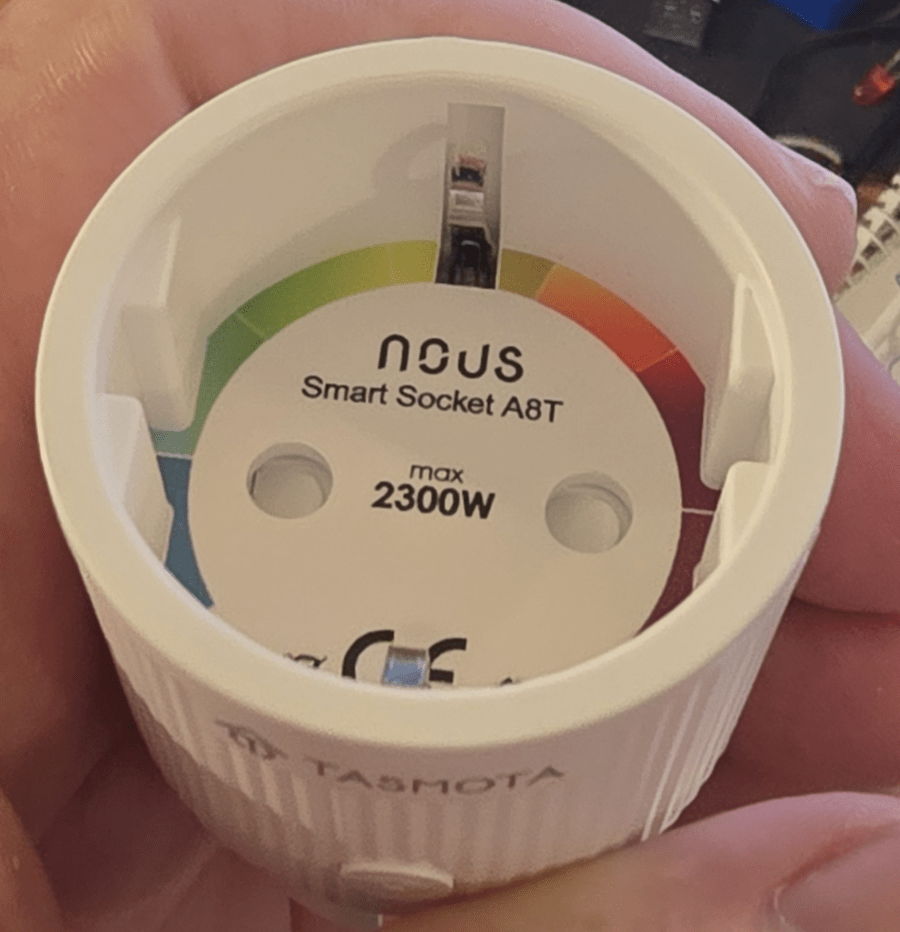 nous
Smart Socket A8T
max
2300W
CE
TASMOTA